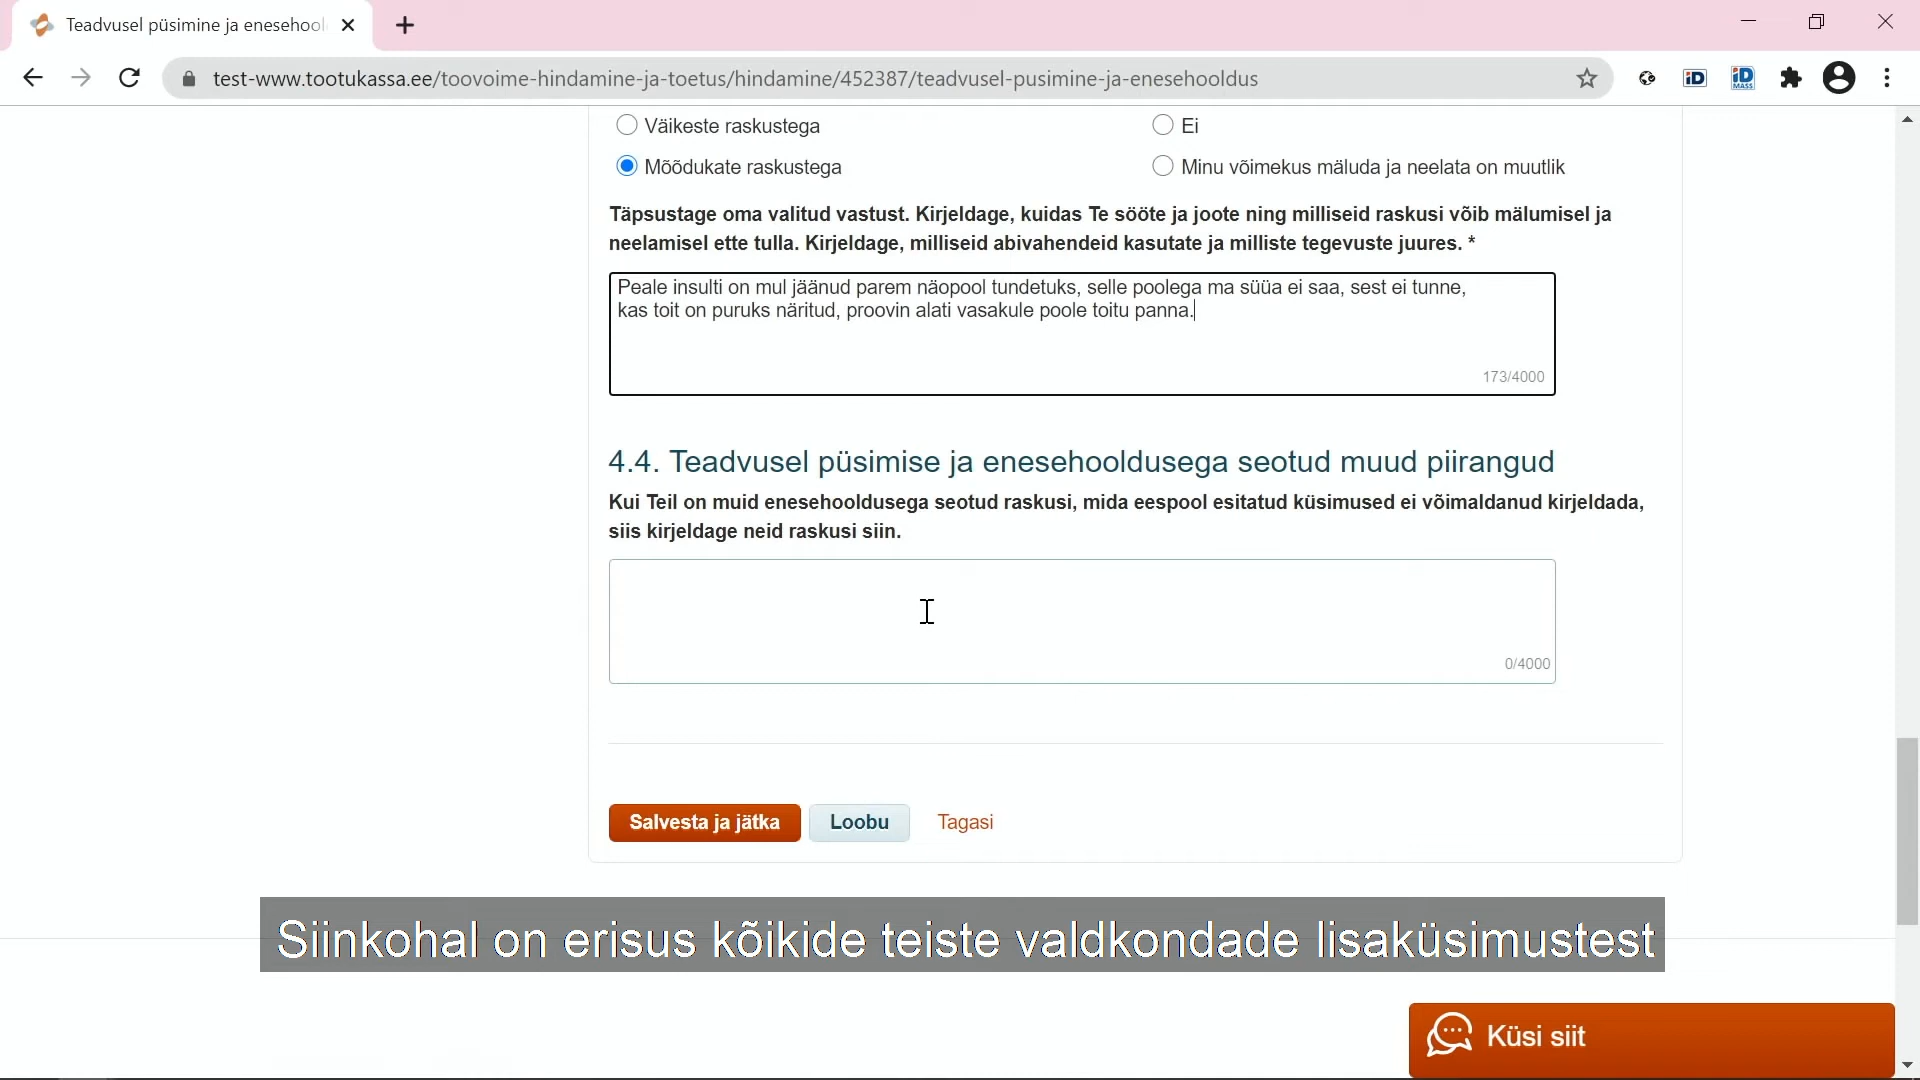 Teadvusel püsimine ja enesehool
test-www.tootukassa.ee/toovoime-hindamine-ja-toetus/hindamine/452387/teadvusel-pusimine-ja-enesehooldus
iD
iD
MASS
Väikeste raskustega
Ei
Mõõdukate raskustega
Minu võimekus mäluda ja neelata on muutlik
Täpsustage oma valitud vastust. Kirjeldage, kuidas Te sööte ja joote ning milliseid raskusi võib mälumisel ja
neelamisel ette tulla. Kirjeldage, milliseid abivahendeid kasutate ja milliste tegevuste juures. *
Peale insulti on mul jäänud parem näopool tundetuks, selle poolega ma süüa ei saa, sest ei tunne,
kas toit on puruks näritud, proovin alati vasakule poole toitu panna.
173/4000
4.4. Teadvusel püsimise ja enesehooldusega seotud muud piirangud
Kui Teil on muid enesehooldusega seotud raskusi, mida eespool esitatud küsimused ei võimaldanud kirjeldada,
siis kirjeldage neid raskusi siin.
0/4000
Salvesta ja jätka
Loobu
Tagasi
Siinkohal on erisus kõikide teiste valdkondade lisaküsimustest
Küsi siit